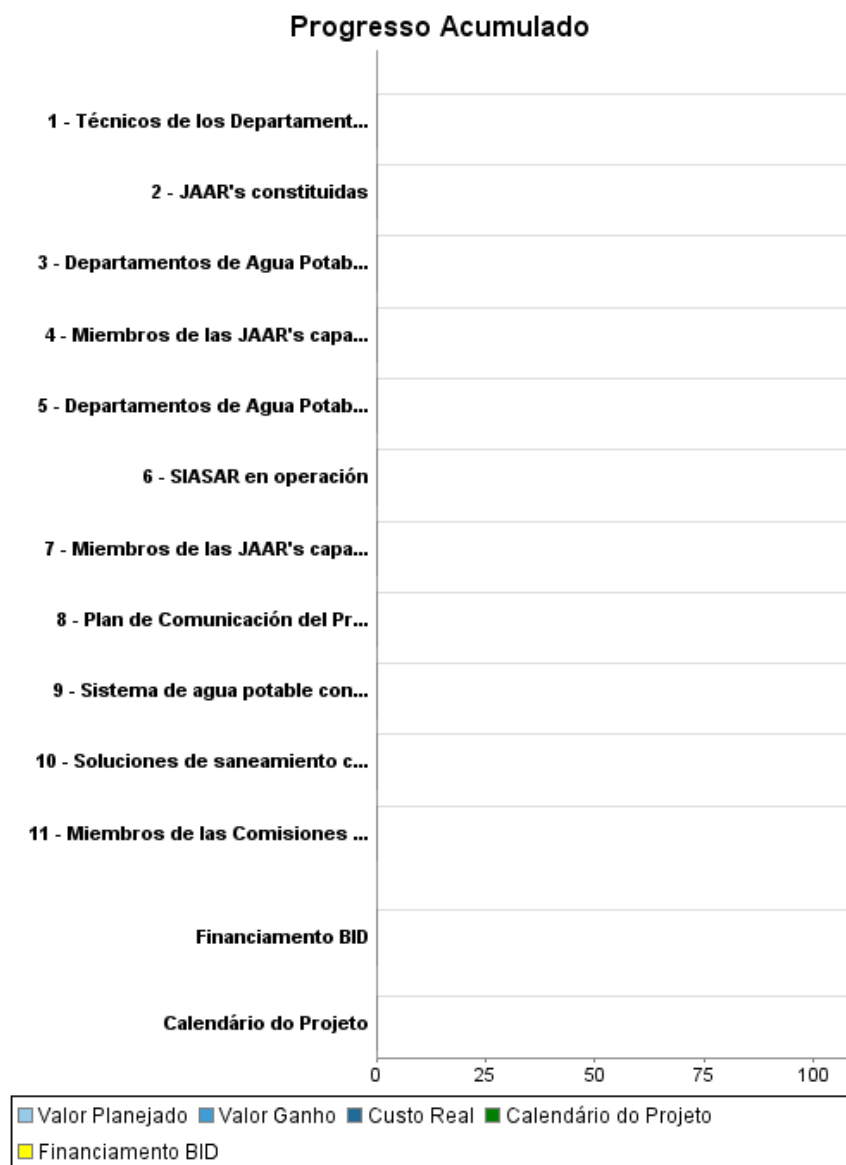 Progresso Acumulado
1 - Técnicos de los Department...
2 - JAAR's constituidas
3 - Departamentos de Agua Potab...
4 - Miembros de las JAAR's capa...
5 - Departamentos de Agua Potab...
6 - SIASAR en operación
7 - Miembros de las JAAR's capa...
8 - Plan de Comunicación del Pr...
9 - Sistema de agua potable con...
10 - Soluciones de saneamiento c...
11 - Miembros de las Comisiones ...
Financiamento BID
Calendário do Projeto
0 25 50 75 100
Valor Planejado Valor Ganho Custo Real Calendário do Projeto
Financiamento BID